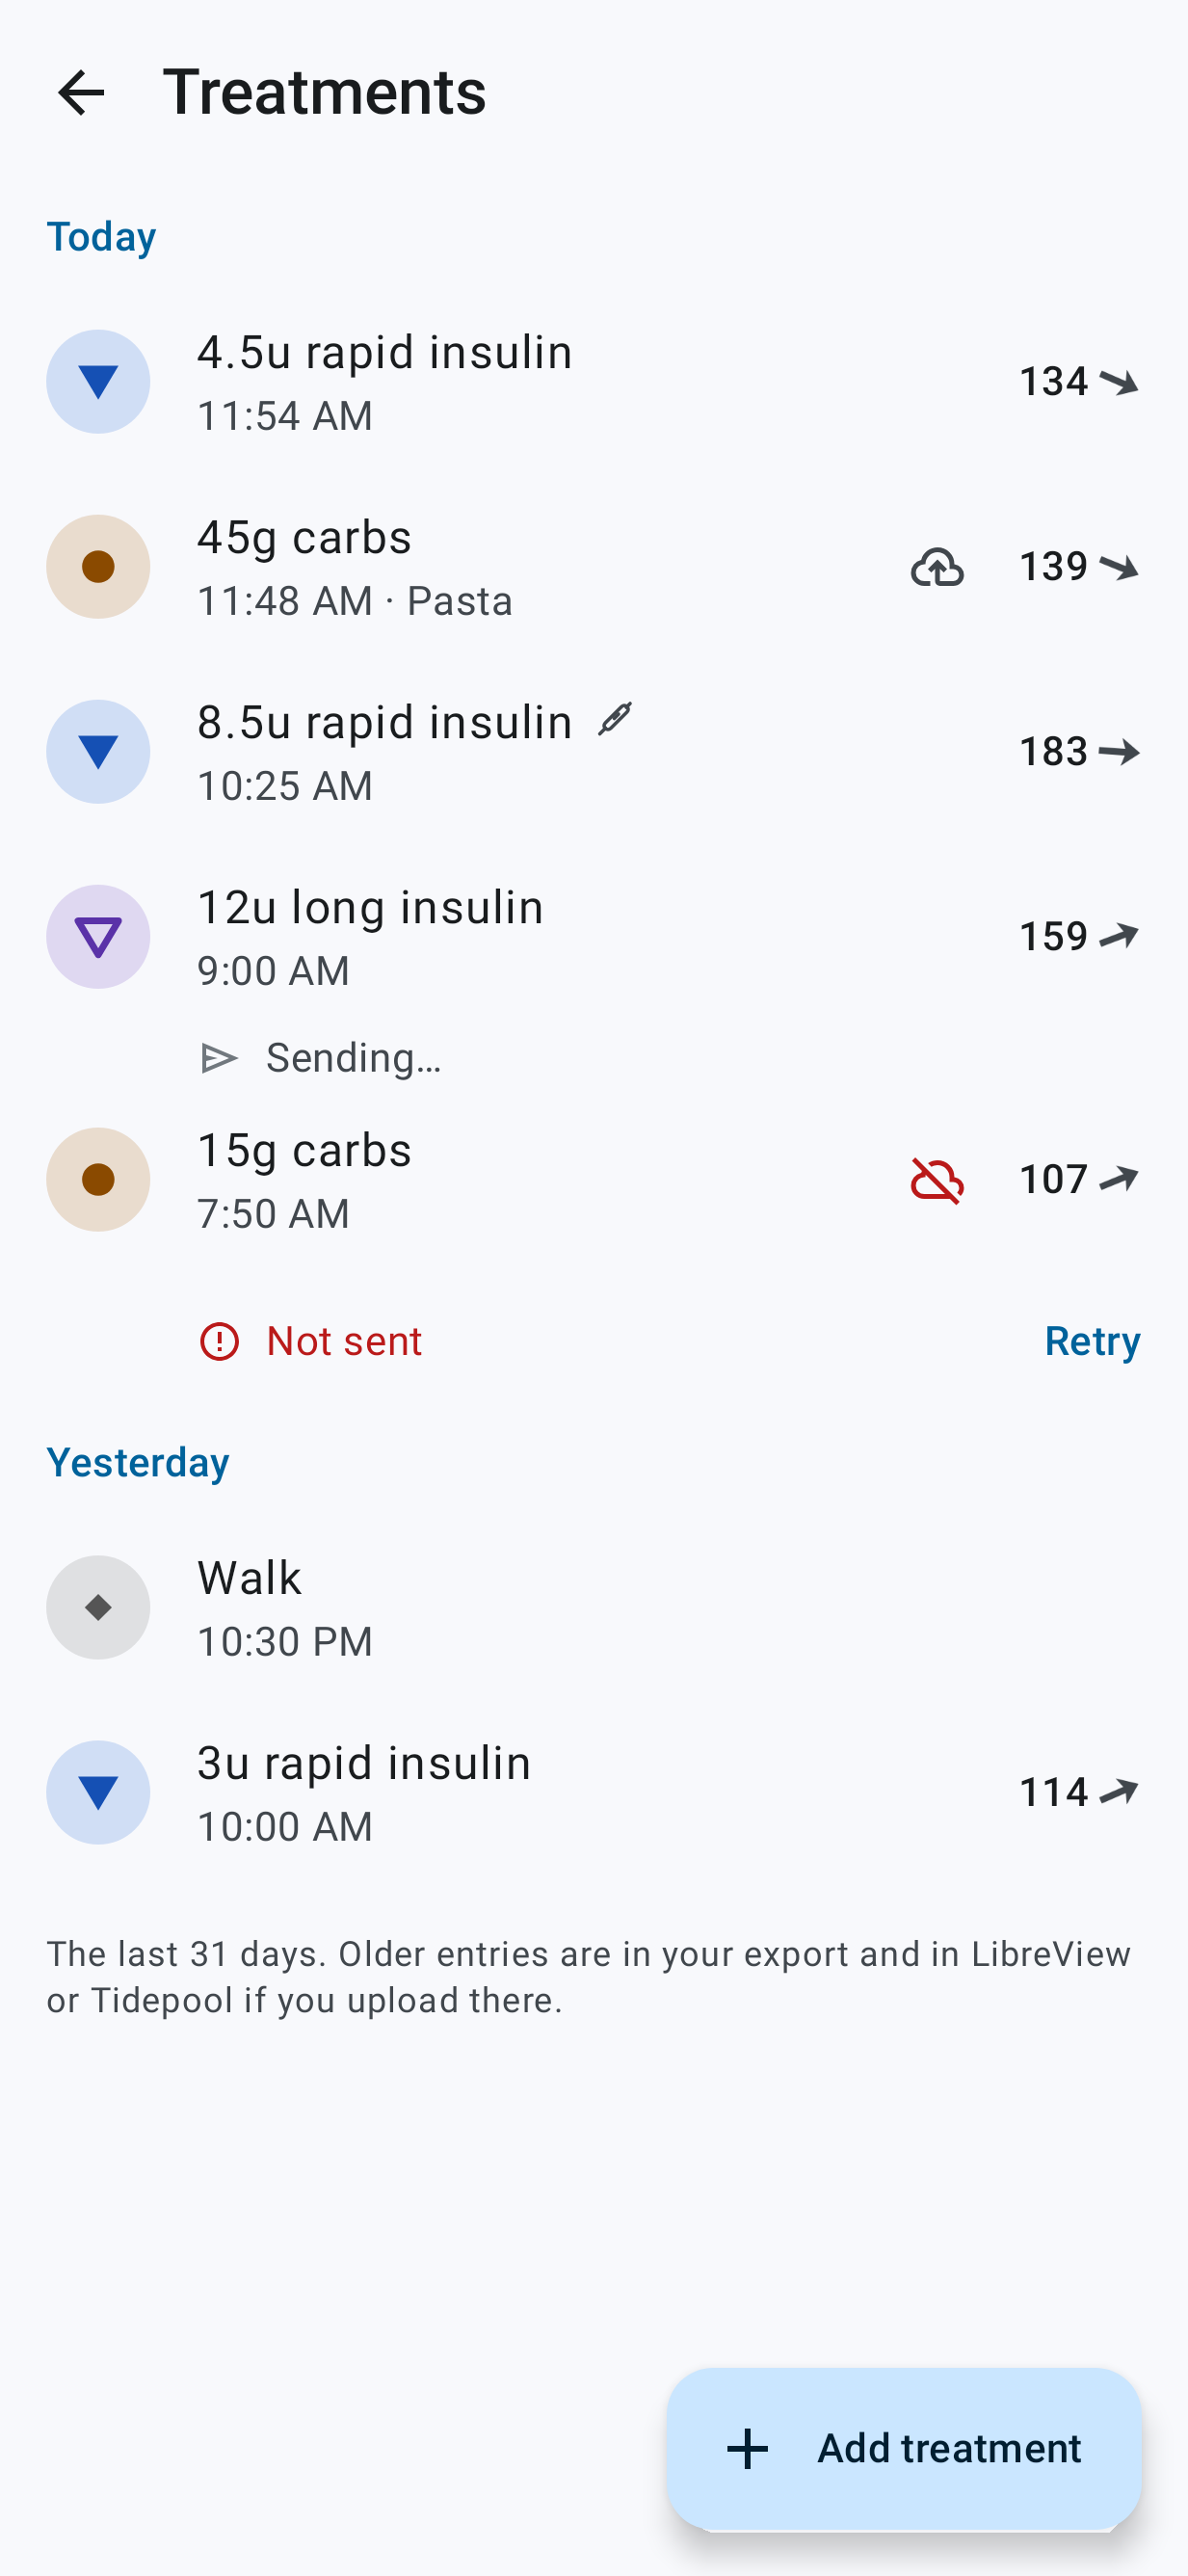 Treatments
Today
4.5u rapid insulin
11:54 AM
134
45g carbs
11:48 AM · Pasta
139
8.5u rapid insulin
10:25 AM
183
12u long insulin
9:00 AM
159
Sending…
15g carbs
7:50 AM
107
Not sent
Retry
Yesterday
Walk
10:30 PM
3u rapid insulin
10:00 AM
114
The last 31 days. Older entries are in your export and in LibreView
or Tidepool if you upload there.
Add treatment